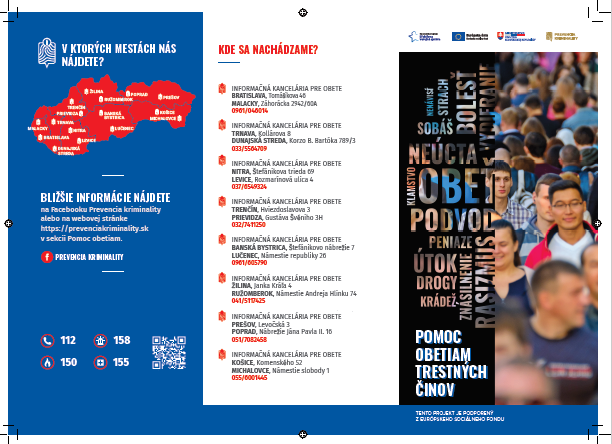 V KTORÝCH MESTÁCH NÁS
NÁJDETE?
ŽILINA
POPRAD
PREŠOV
RUŽOMBEROK
TRENČÍN
KOŠICE
PRIEVIDZA
BANSKÁ
BYSTRICA
MICHALOVCE
TRNAVA
MALACKY
NITRA
LUČENEC
BRATISLAVA
LEVICE
DUNAJSKÁ
STREDA
BLIŽŠIE INFORMÁCIE NÁJDETE
na Facebooku Prevencia kriminality
alebo na webovej stránke
https://prevenciakriminality.sk
v sekcii Pomoc obetiam.
PREVENCIA KRIMINALITY
112
158
150
155
KDE SA NACHÁDZAME?
INFORMAČNÁ KANCELÁRIA PRE OBETE
BRATISLAVA, Tomášikova 46
MALACKY, Záhorácka 2942/60A
0961/046014
INFORMAČNÁ KANCELÁRIA PRE OBETE
TRNAVA, Kollárova 8
DUNAJSKÁ STREDA, Korzo B. Bartóka 789/3
033/5564709
INFORMAČNÁ KANCELÁRIA PRE OBETE
NITRA, Štefánikova trieda 69
LEVICE, Rozmarínová ulica 4
037/6549324
INFORMAČNÁ KANCELÁRIA PRE OBETE
TRENČÍN, Hviezdoslavova 3
PRIEVIDZA, Gustáva Švéniho 3H
032/7411250
INFORMAČNÁ KANCELÁRIA PRE OBETE
BANSKÁ BYSTRICA, Štefánikovo nábrežie 7
LUČENEC, Námestie republiky 26
0961/605790
INFORMAČNÁ KANCELÁRIA PRE OBETE
ŽILINA, Janka Kráľa 4
RUŽOMBEROK, Námestie Andreja Hlinku 74
041/5117425
INFORMAČNÁ KANCELÁRIA PRE OBETE
PREŠOV, Levočská 3
POPRAD, Nábrežie Jána Pavla II. 16
051/7082458
INFORMAČNÁ KANCELÁRIA PRE OBETE
KOŠICE, Komenského 52
MICHALOVCE, Námestie slobody 1
055/6001445
PREVENCIA
KRIMINALITY
NENÁVISŤ
STRACH
BOLESŤ
VYDIERANIE
SOBÁŠ
NEÚCTA
KLAMSTVO
OBEŤ
PODVOD
PENIAZE
ÚTOK
DROGY
KRÁDEŽ
ZNÁSILNENIE
RASIZMUS
POMOC
OBETIAM
TRESTNÝCH
ČINOV
TENTO PROJEKT JE PODPORENÝ
Z EURÓPSKEHO SOCIÁLNEHO FONDU